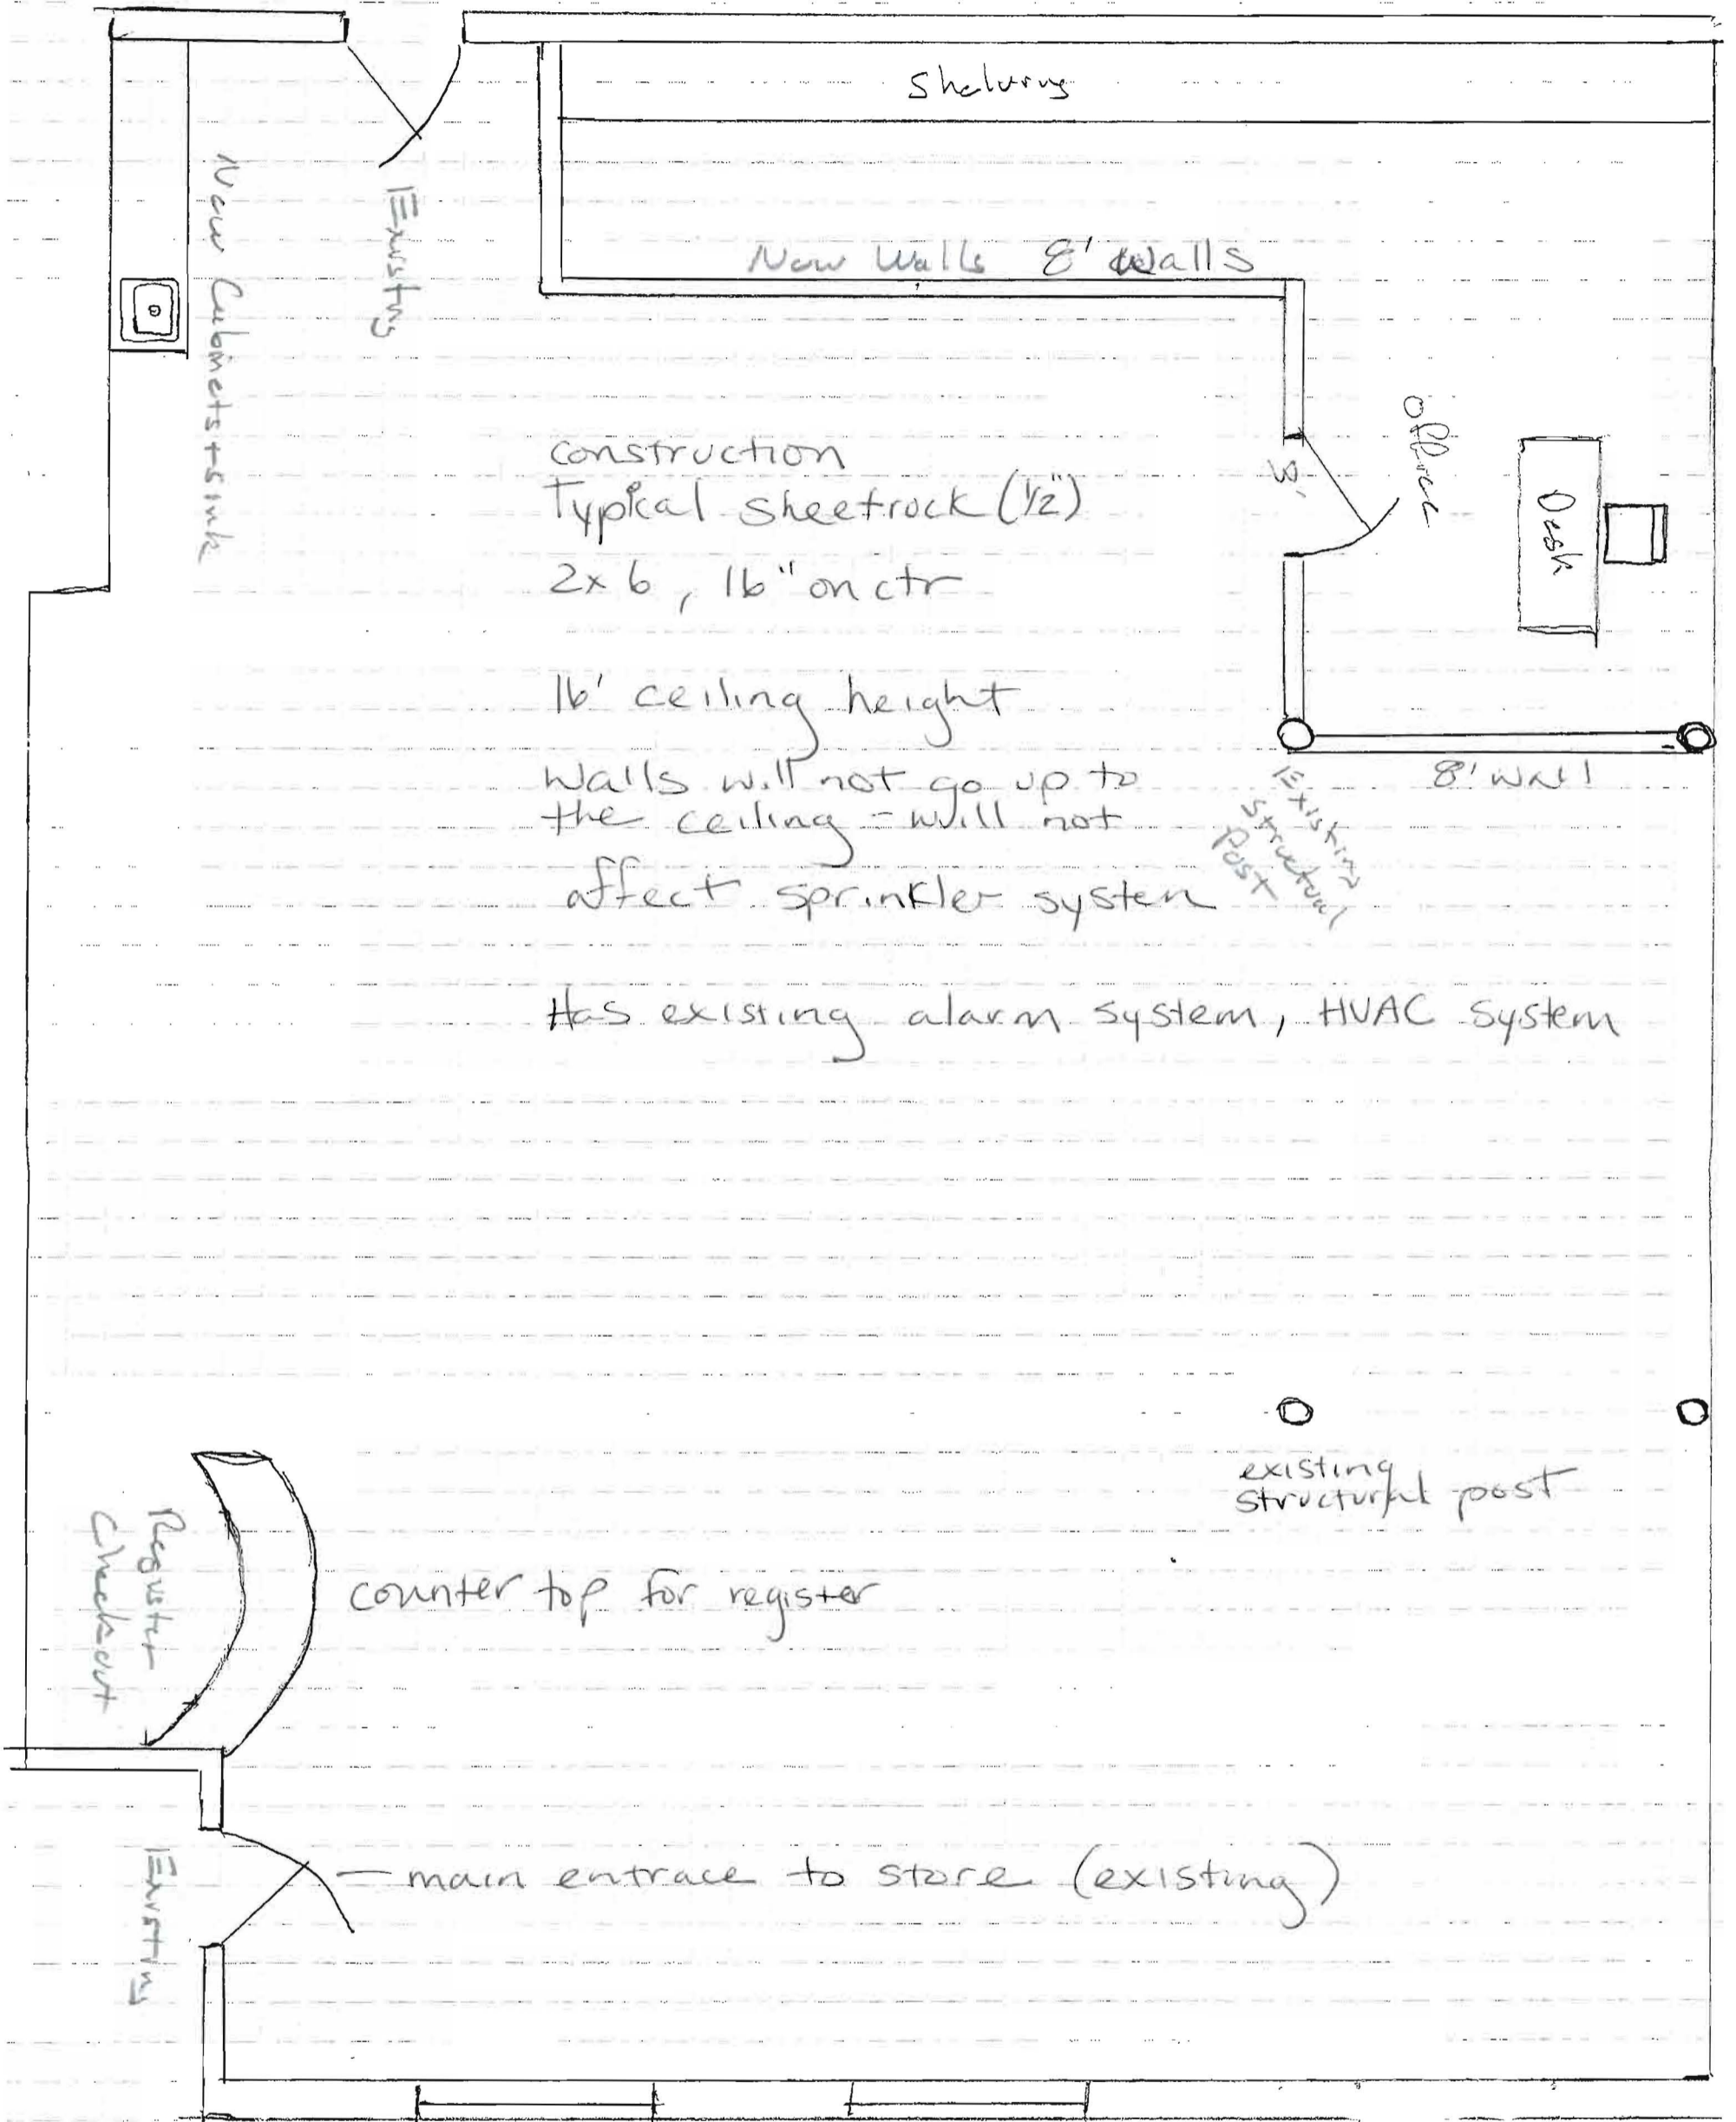 Shelving
New Cabinets + sink
Existing
New Walls 8' Walls
office
Desk
3'
construction
Typical sheetrock (1/2")
2x6, 16" on ctr
16' ceiling height
Walls will not go up to
the ceiling - will not
affect sprinkler system
Existing
structural
Post
8' wall
Has existing alarm system, HVAC system
existing
structural post
Register
Checkout
counter top for register
Existing
main entrace to store (existing)